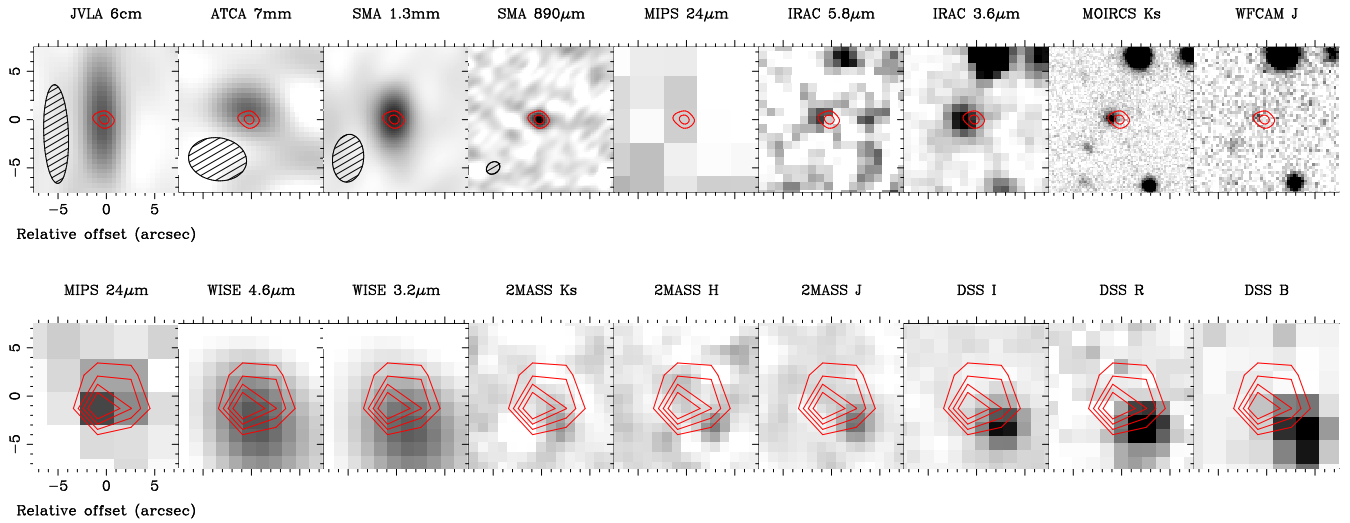 JVLA 6cm ATCA 7mm SMA 1.3mm SMA 890μm MIPS 24μm IRAC 5.8μm IRAC 3.6μm MOIRCS Ks WFCAM J
5
0
−5
−5 0 5
Relative offset (arcsec)
MIPS 24μm WISE 4.6μm WISE 3.2μm 2MASS Ks 2MASS H 2MASS J DSS I DSS R DSS B
5
0
−5
−5 0 5
Relative offset (arcsec)